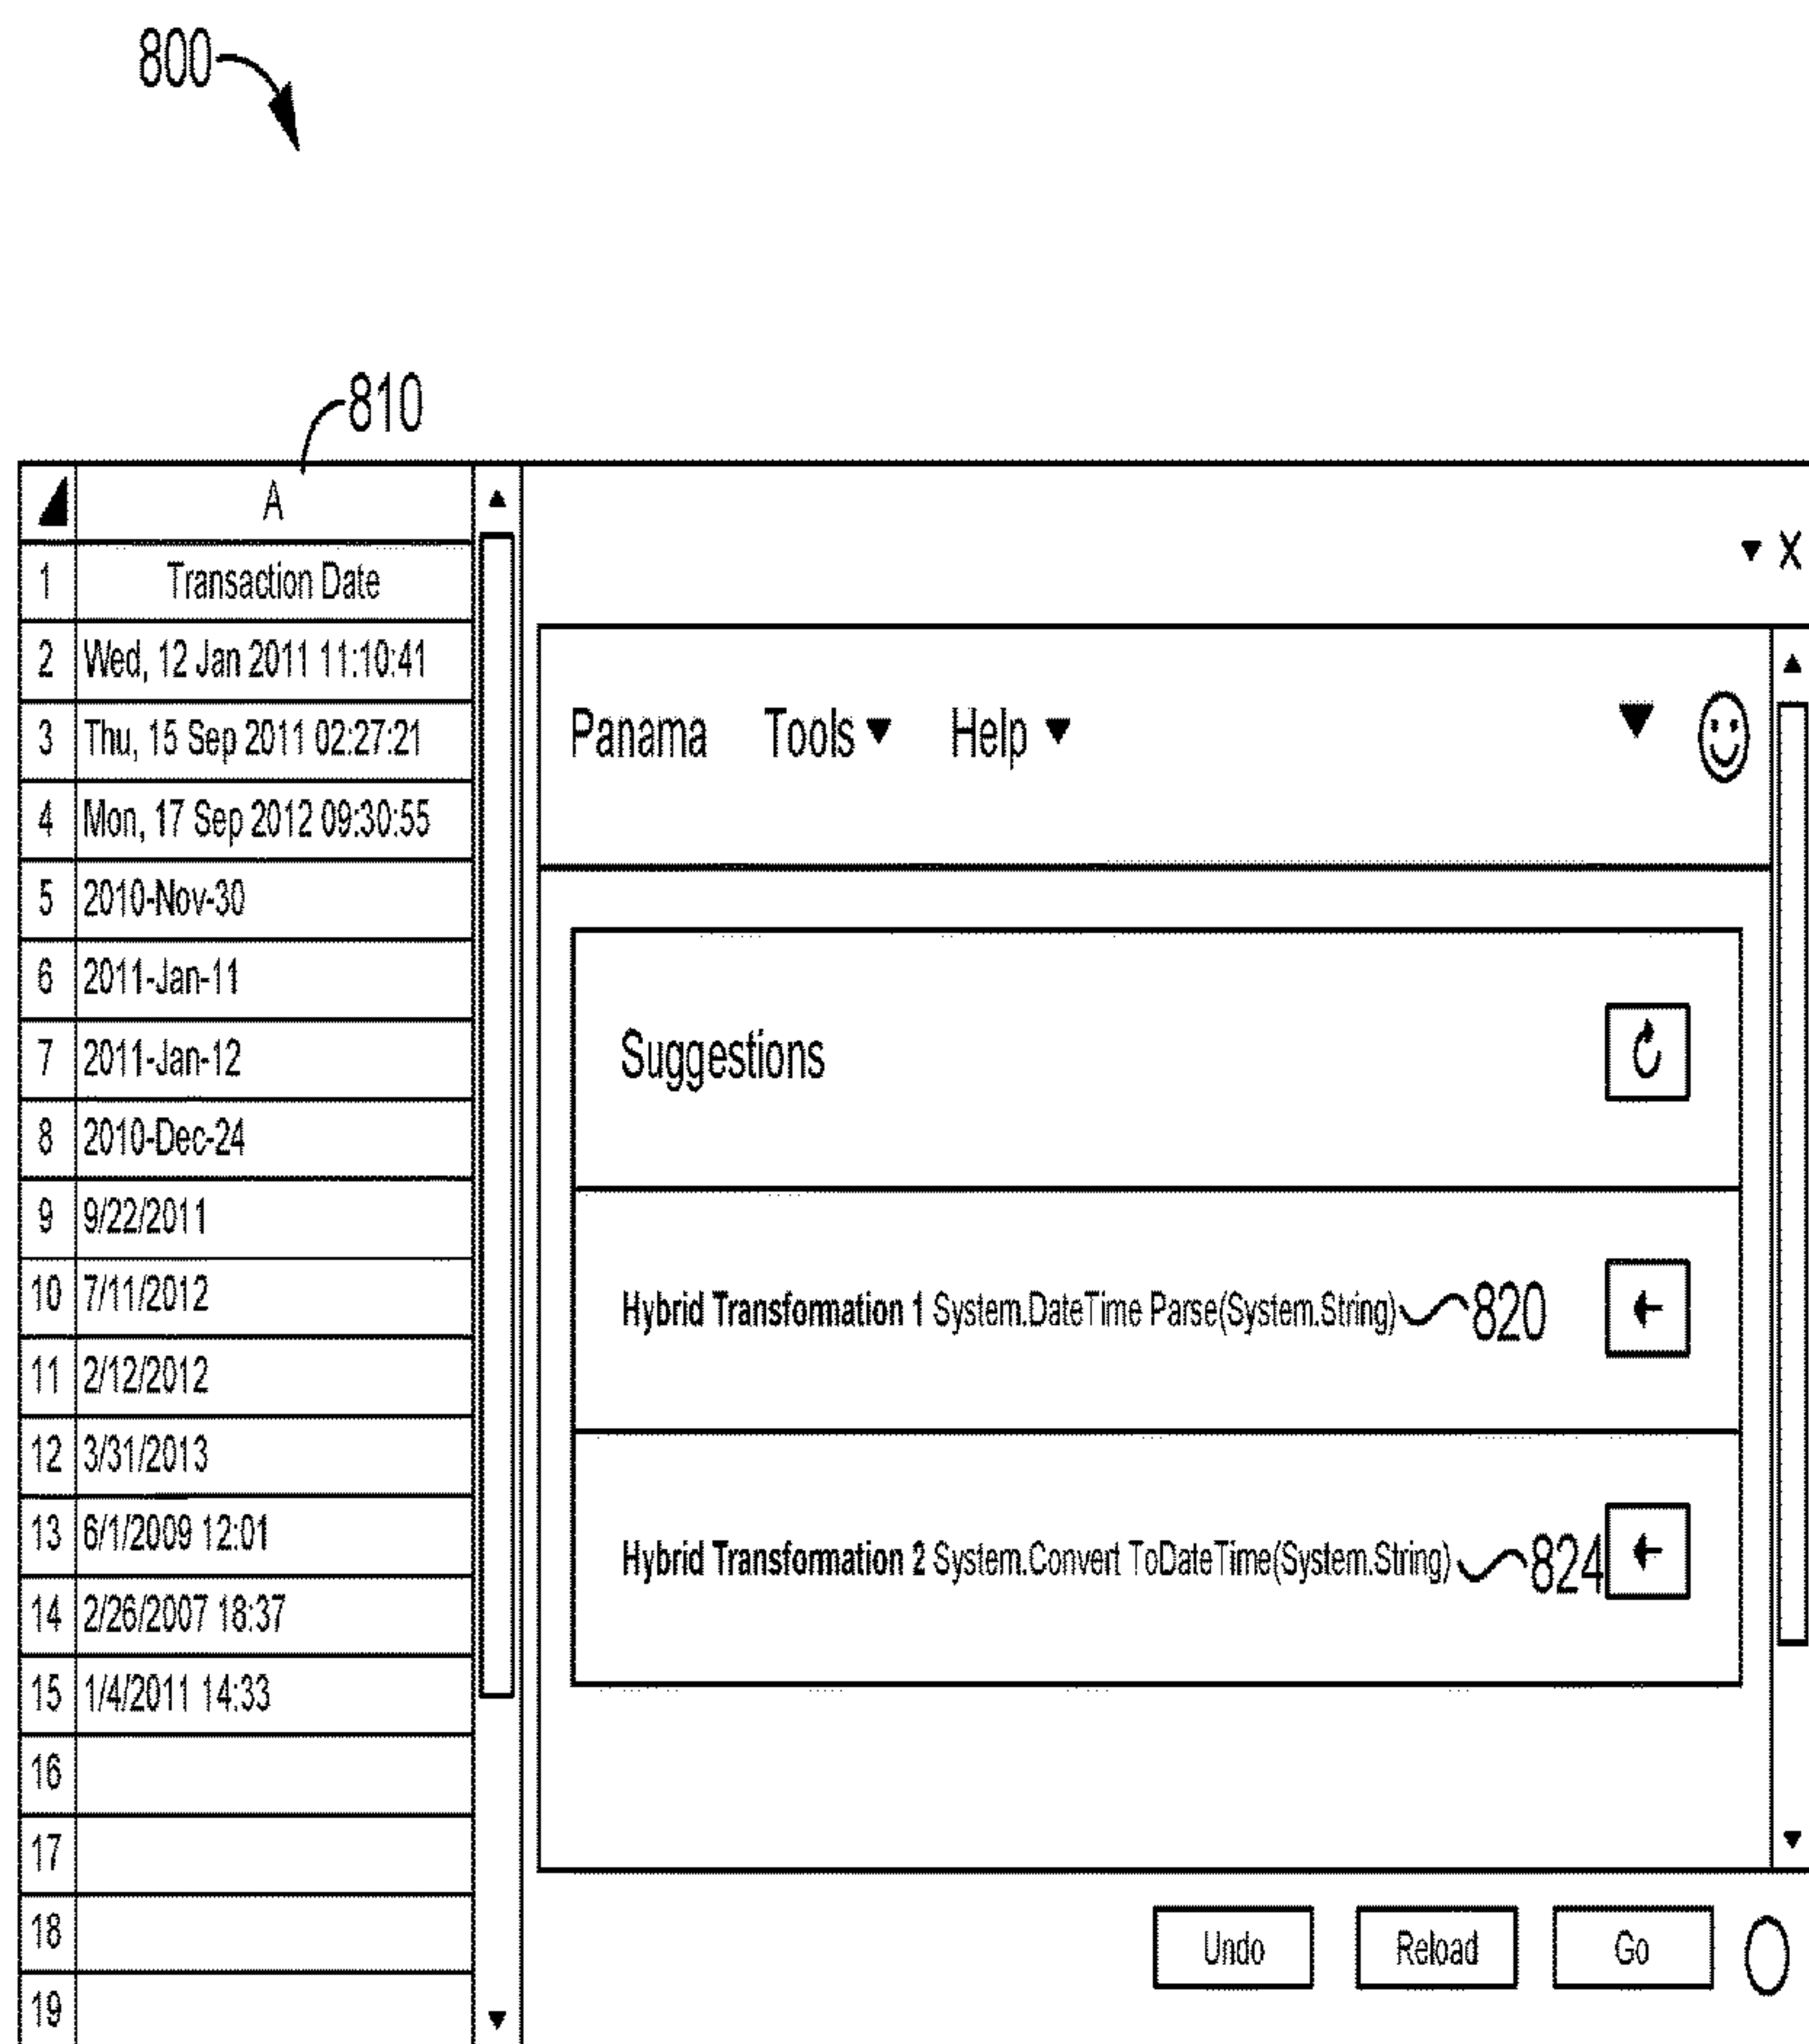 800
810
A
1 Transaction Date
2 Wed, 12 Jan 2011 11:10:41
3 Thu, 15 Sep 2011 02:27:21
4 Mon, 17 Sep 2012 09:30:55
5 2010-Nov-30
6 2011-Jan-11
7 2011-Jan-12
8 2010-Dec-24
9 9/22/2011
10 7/11/2012
11 2/12/2012
12 3/31/2013
13 6/1/2009 12:01
14 2/26/2007 18:37
15 1/4/2011 14:33
16
17
18
19
X
Panama Tools Help
Suggestions
Hybrid Transformation 1 System.DateTime Parse(System.String) 820
Hybrid Transformation 2 System.Convert ToDateTime(System.String) 824
Undo Reload Go